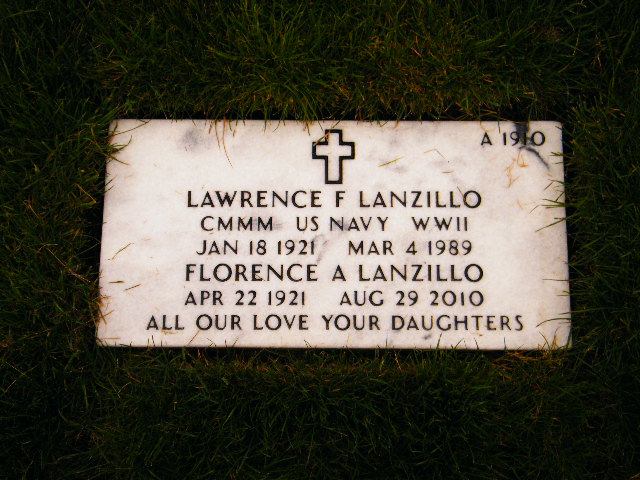 A 1910
LAWRENCE F LANZILLO
CMMM US NAVY WWII
JAN 18 1921 MAR 4 1989
FLORENCE A LANZILLO
APR 22 1921 AUG 29 2010
ALL OUR LOVE YOUR DAUGHTERS